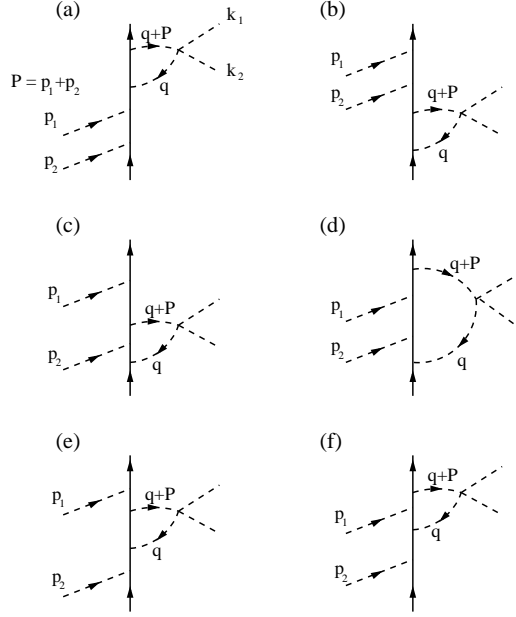 (a)
q+P
k₁
k₂
q
P = p₁+p₂
p₁
p₂
(b)
p₁
p₂
q+P
q
(c)
p₁
q+P
p₂
q
(d)
q+P
p₁
p₂
q
(e)
p₁
q+P
q
p₂
(f)
q+P
p₁
q
p₂